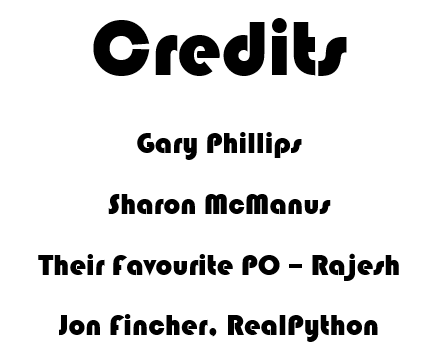 Credits
Gary Phillips
Sharon McManus
Their Favourite PO – Rajesh
Jon Fincher, RealPython